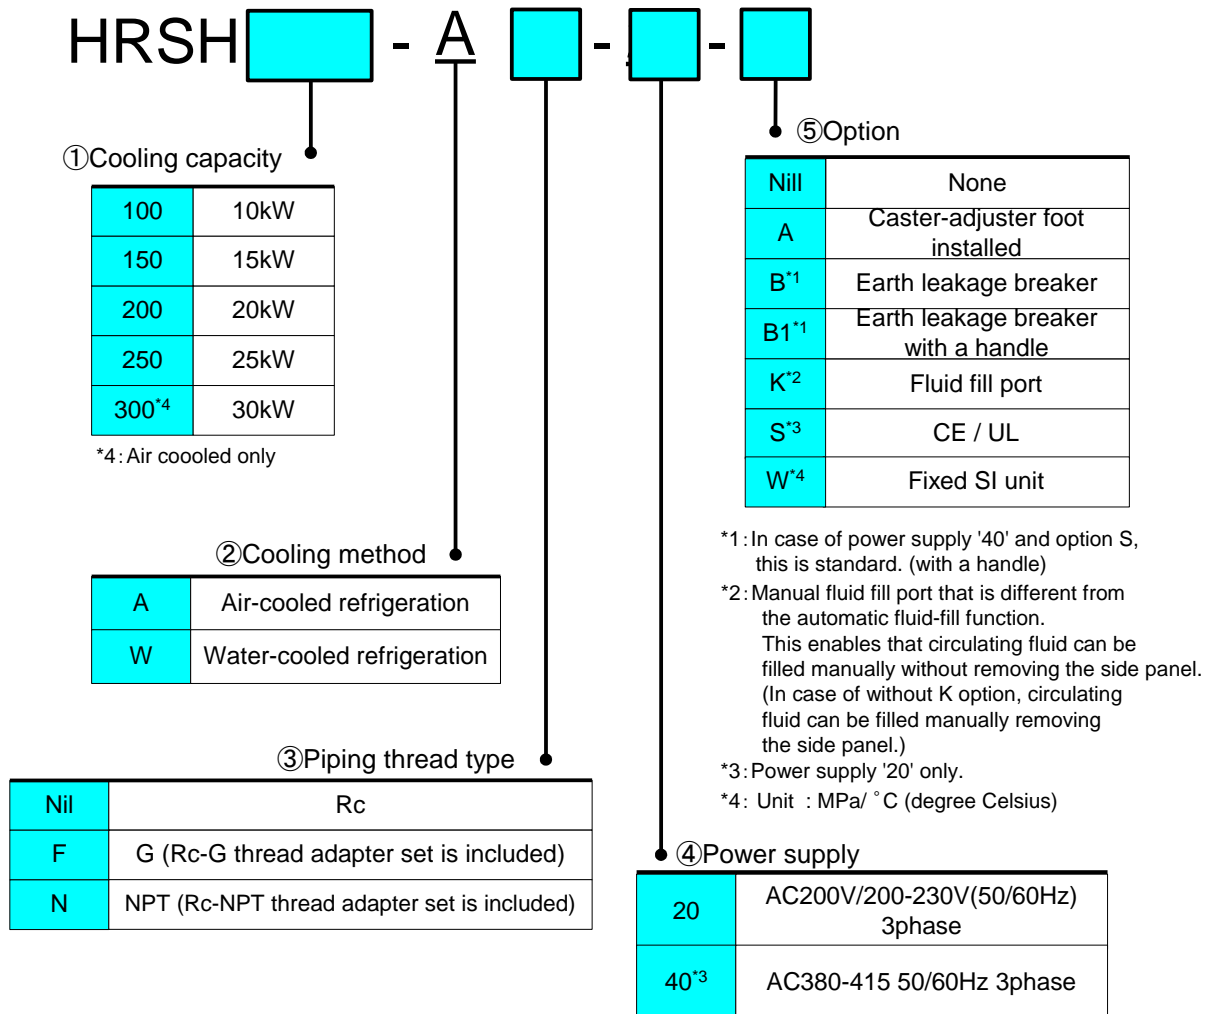 HRSH - A - -
①Cooling capacity
100 10kW
150 15kW
200 20kW
250 25kW
300*4 30kW
*4:Air coooled only
②Cooling method
A Air-cooled refrigeration
W Water-cooled refrigeration
③Piping thread type
Nil Rc
F G (Rc-G thread adapter set is included)
N NPT (Rc-NPT thread adapter set is included)
⑤Option
Nill None
A Caster-adjuster foot
installed
B*1 Earth leakage breaker
B1*1 Earth leakage breaker
with a handle
K*2 Fluid fill port
S*3 CE / UL
W*4 Fixed SI unit
*1:In case of power supply '40' and option S,
this is standard. (with a handle)
*2:Manual fluid fill port that is different from
the automatic fluid-fill function.
This enables that circulating fluid can be
filled manually without removing the side panel.
(In case of without K option, circulating
fluid can be filled manually removing
the side panel.)
*3:Power supply '20' only.
*4: Unit : MPa/ °C (degree Celsius)
④Power supply
20 AC200V/200-230V(50/60Hz)
3phase
40*3 AC380-415 50/60Hz 3phase